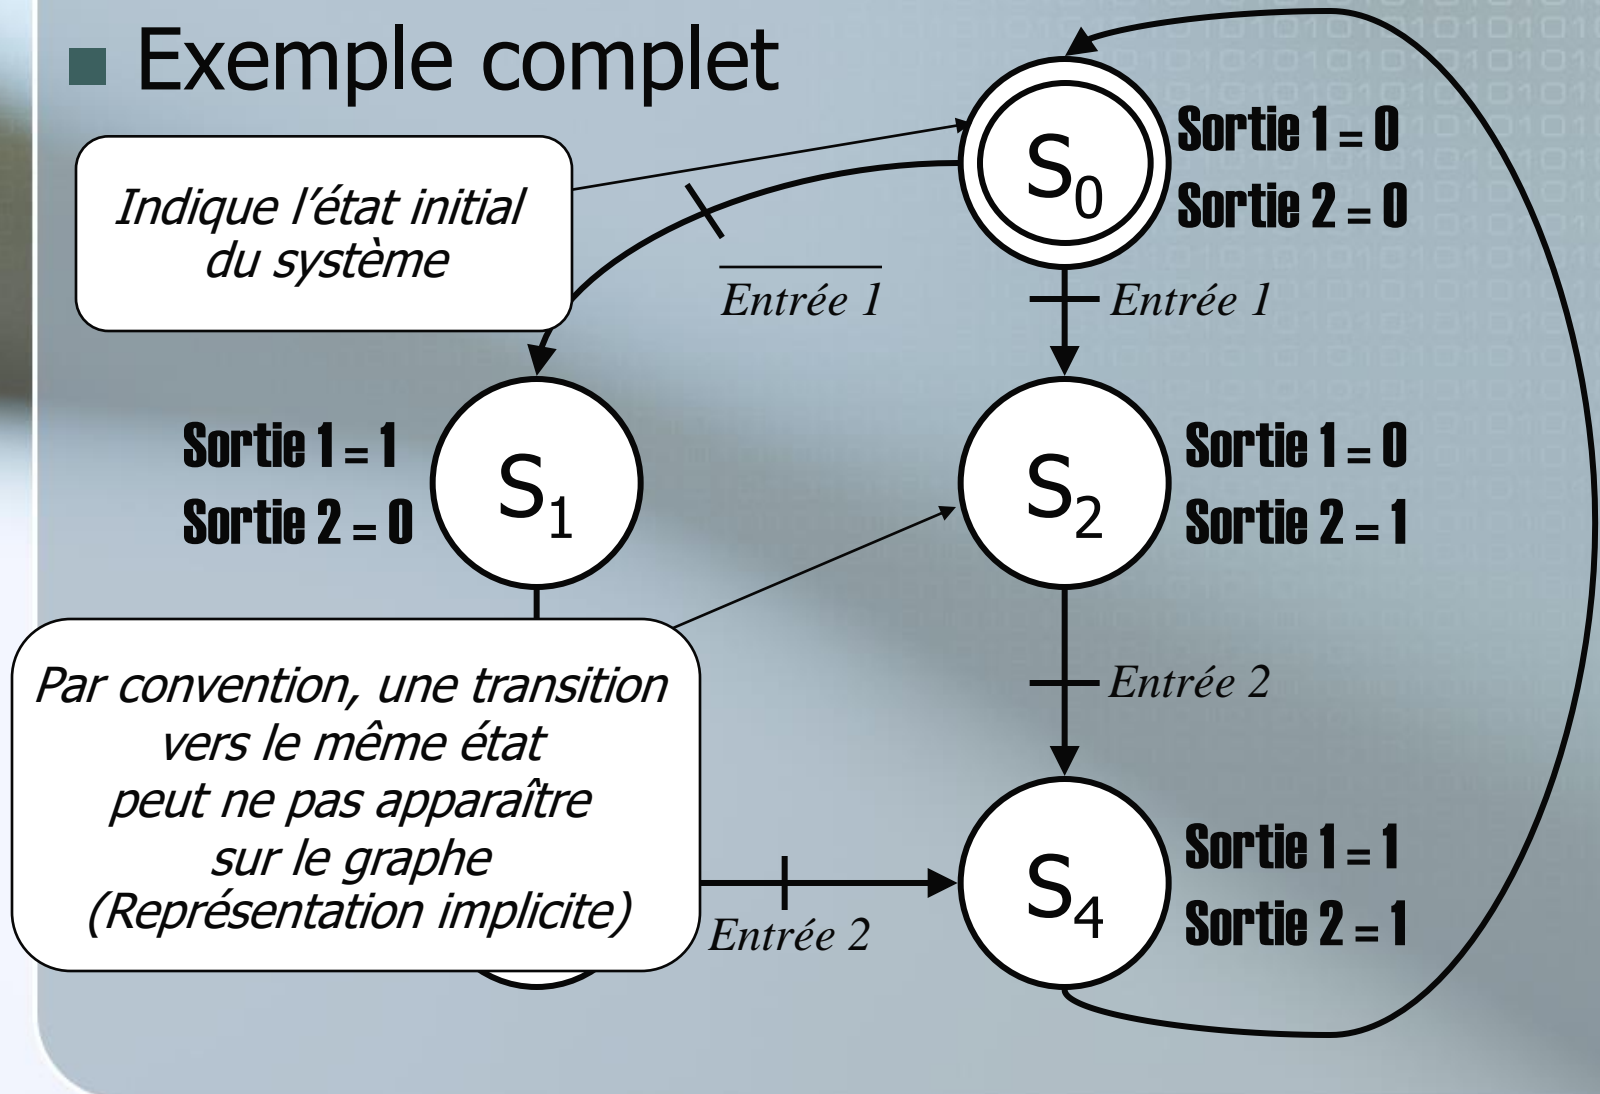 Exemple complet
Indique l'état initial
du système
S0
Sortie 1 = 0
Sortie 2 = 0
Entrée 1
Entrée 1
Sortie 1 = 1
Sortie 2 = 0
S1
S2
Sortie 1 = 0
Sortie 2 = 1
Par convention, une transition
vers le même état
peut ne pas apparaître
sur le graphe
(Représentation implicite)
Entrée 2
Entrée 2
S4
Sortie 1 = 1
Sortie 2 = 1